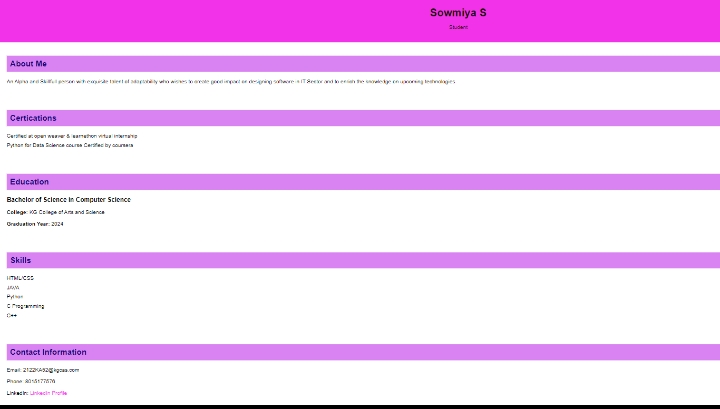 Sowmiya S
Student
About Me
An Alpha and Skillful person with exquisite talent of adaptability who wishes to create good impact on designing software in IT Sector and to enrich the knowledge on upcoming technologies
Certications
Certified at open weaver & learnathon virtual internship
Python for Data Science course Certified by coursera
Education
Bachelor of Science in Computer Science
College: KG College of Arts and Science
Graduation Year: 2024
Skills
HTML/CSS
JAVA
Python
C Programming
C++
Contact Information
Email: 2122KA52@kgcas.com
Phone:
LinkedIn: LinkedIn Profile